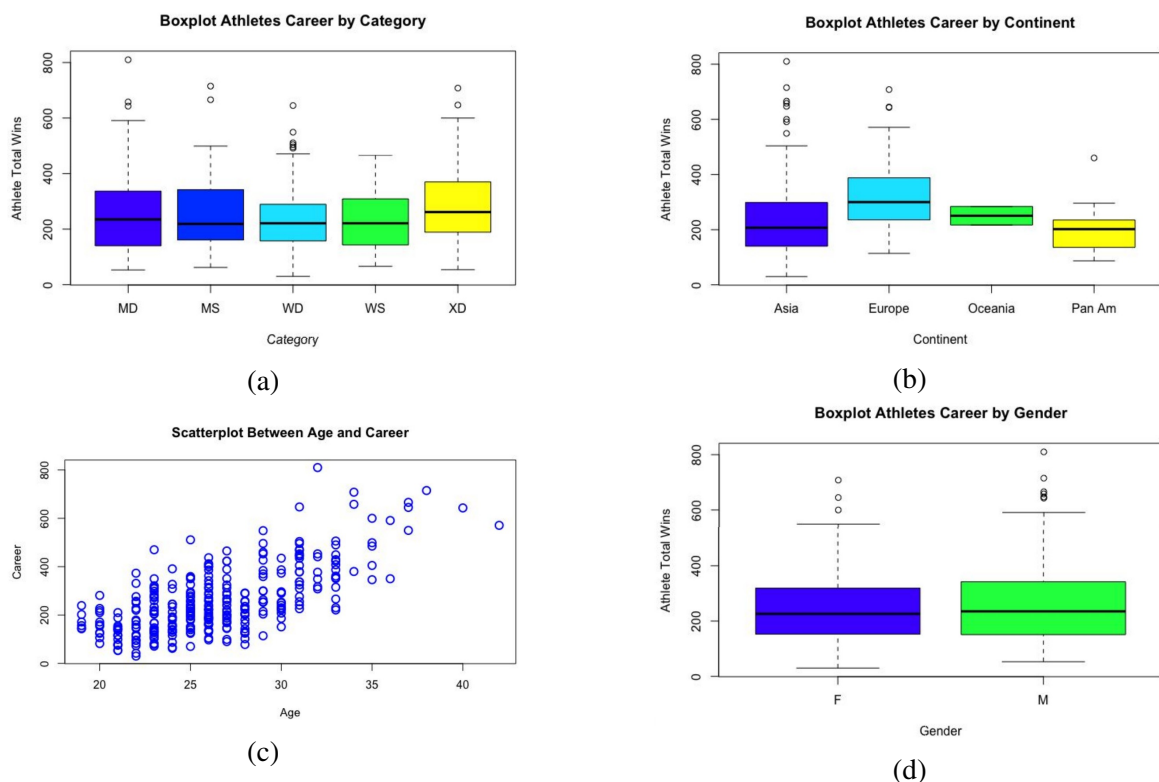 Boxplot Athletes Career by Category
Athlete Total Wins
800
600
400
200
0
MD MS WD WS XD
Category
(a)
Boxplot Athletes Career by Continent
Athlete Total Wins
800
600
400
200
0
Asia Europe Oceania Pan Am
Continent
(b)
Scatterplot Between Age and Career
Career
800
600
400
200
0
20 25 30 35 40
Age
(c)
Boxplot Athletes Career by Gender
Athlete Total Wins
800
600
400
200
0
F M
Gender
(d)